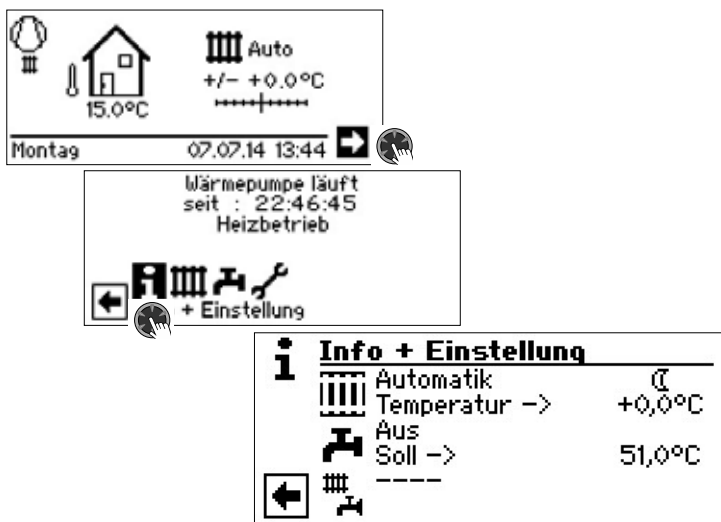 Auto
+/- +0.0°C
15.0°C
Montag 07.07.14 13:44
Wärmepumpe läuft
seit : 22:46:45
Heizbetrieb
+ Einstellung
i Info + Einstellung
Automatik
Temperatur -> +0,0°C
Aus
Soll -> 51,0°C
----